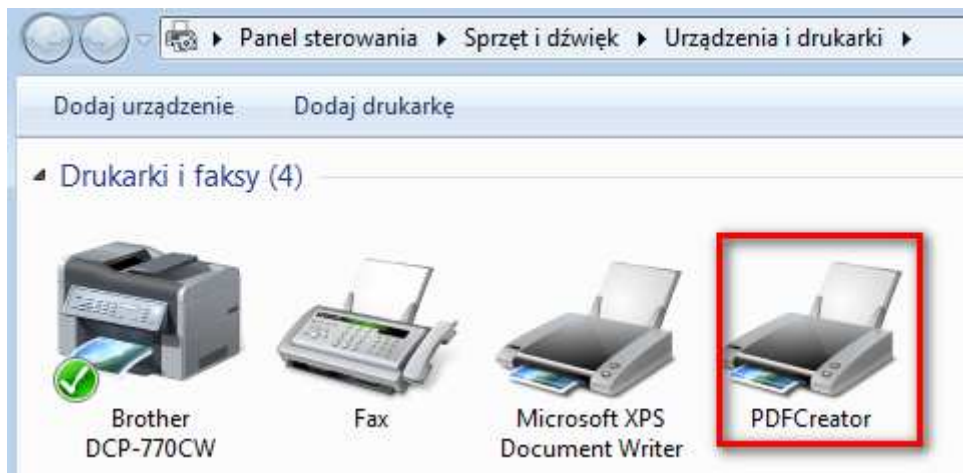 Panel sterowania ▸ Sprzęt i dźwięk ▸ Urządzenia i drukarki ▸
Dodaj urządzenie Dodaj drukarkę
Drukarki i faksy (4)
Brother
DCP-770CW
Fax
Microsoft XPS
Document Writer
PDFCreator